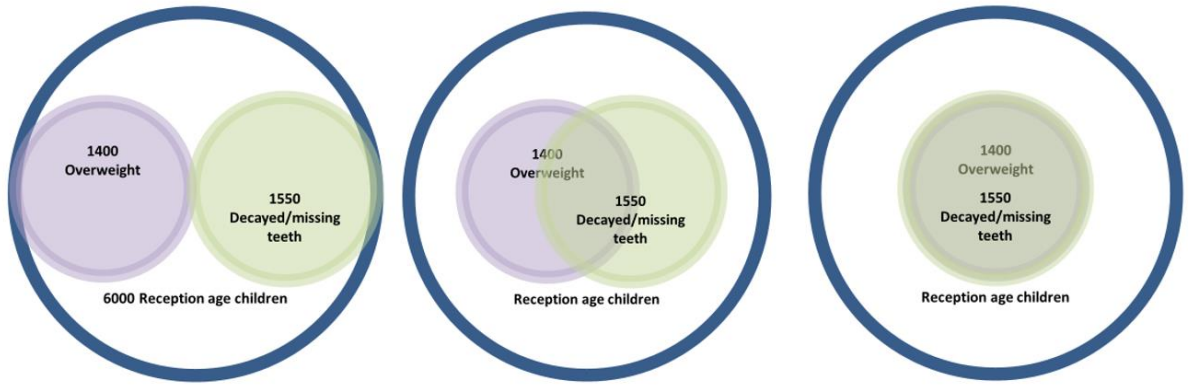 1400
Overweight
1550
Decayed/missing
teeth
6000 Reception age children
1400
Overweight
1550
Decayed/missing
teeth
Reception age children
1400
Overweight
1550
Decayed/missing
teeth
Reception age children